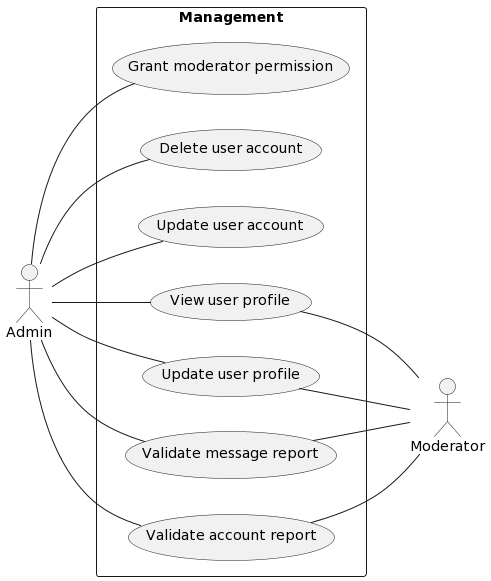 Management
Grant moderator permission
Delete user account
Update user account
View user profile
Admin
Update user profile
Moderator
Validate message report
Validate account report